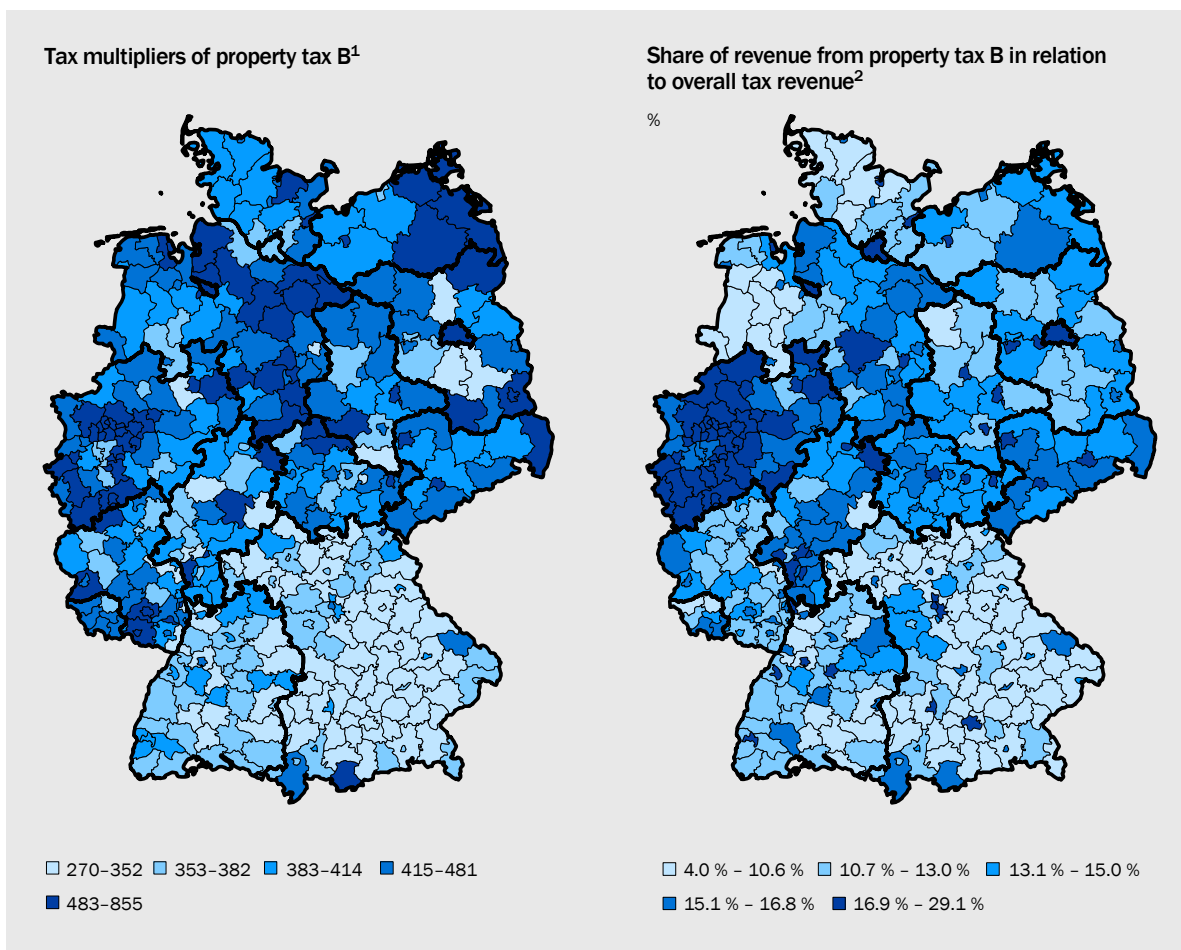 Tax multipliers of property tax B1
Share of revenue from property tax B in relation
to overall tax revenue2
%
270–352 353–382 383–414 415–481
483–855
4.0 % – 10.6 % 10.7 % – 13.0 % 13.1 % – 15.0 %
15.1 % – 16.8 % 16.9 % – 29.1 %